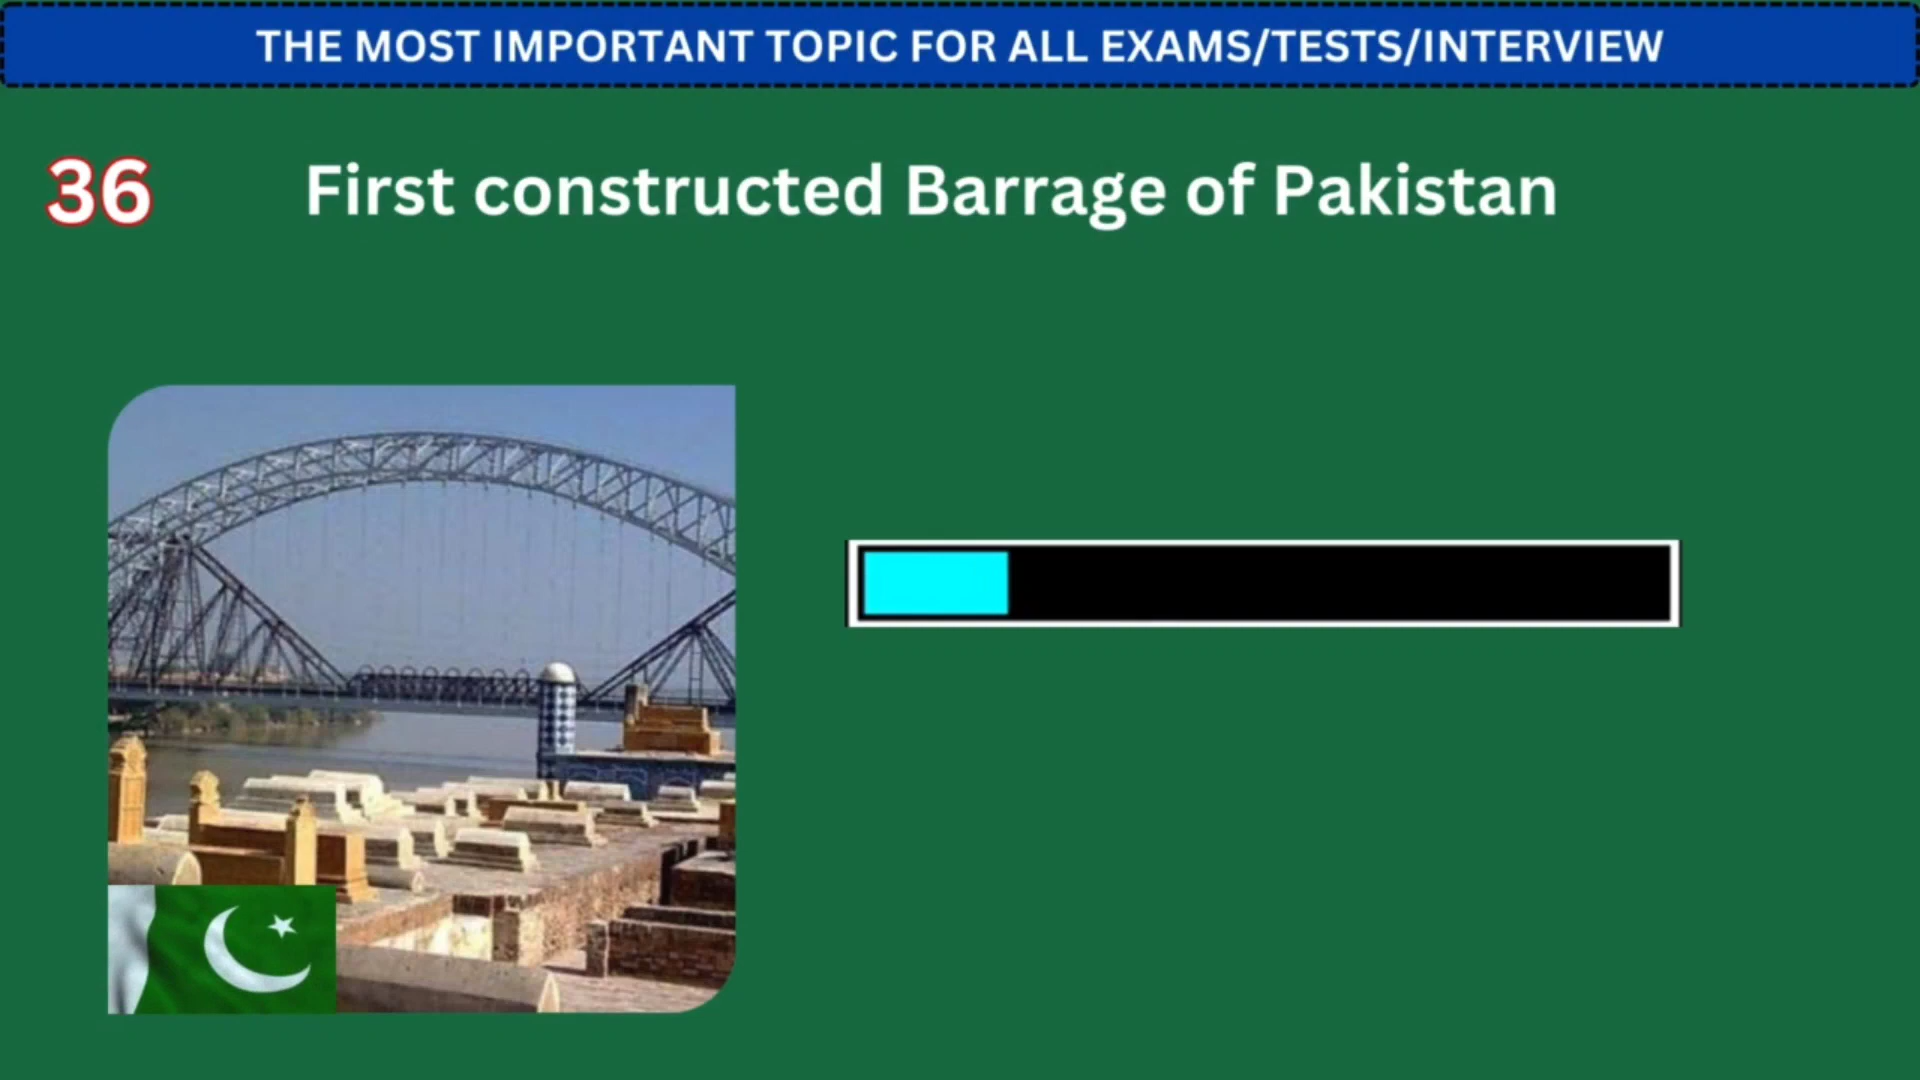 THE MOST IMPORTANT TOPIC FOR ALL EXAMS/TESTS/INTERVIEW
36
First constructed Barrage of Pakistan